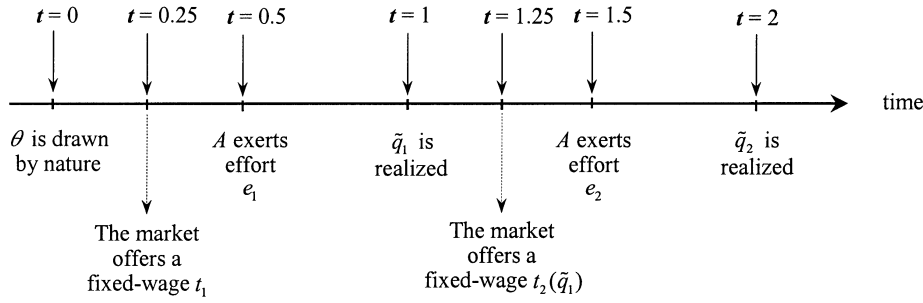 t = 0 t = 0.25 t = 0.5 t = 1 t = 1.25 t = 1.5 t = 2
time
θ is drawn by nature
A exerts effort e₁
q̃₁ is realized
A exerts effort e₂
q̃₂ is realized
The market offers a fixed-wage t₁
The market offers a fixed-wage t₂(q̃₁)